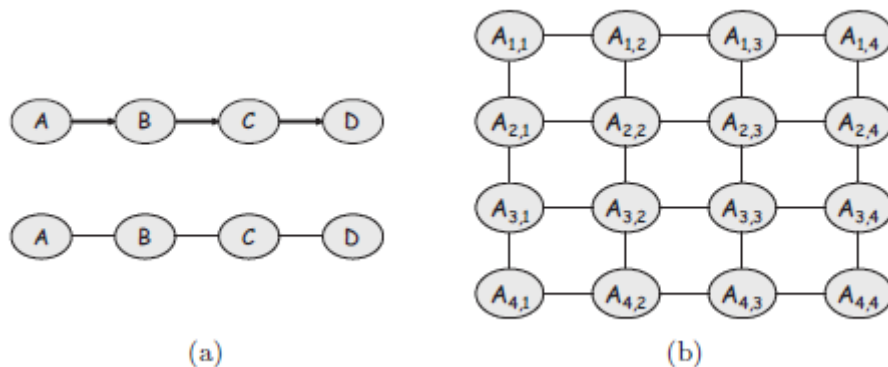 A B C D
A B C D
(a)
A1,1 A1,2 A1,3 A1,4
A2,1 A2,2 A2,3 A2,4
A3,1 A3,2 A3,3 A3,4
A4,1 A4,2 A4,3 A4,4
(b)